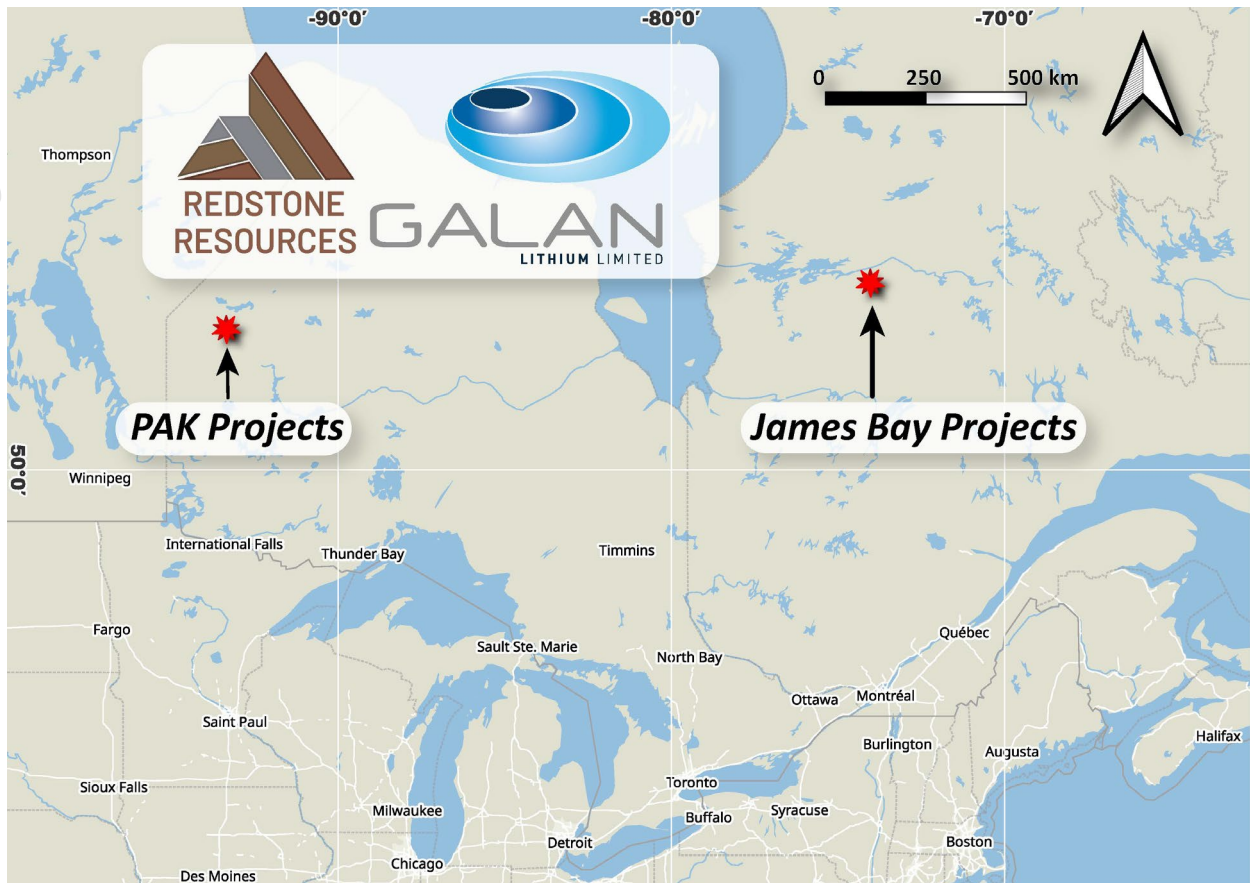 -90°0'
-80°0'
-70°0'
0 250 500 km
Thompson
REDSTONE
RESOURCES
GALAN
LITHIUM LIMITED
PAK Projects
James Bay Projects
50°0'
Winnipeg
International Falls
Thunder Bay
Timmins
Fargo
Québec
Sault Ste. Marie
North Bay
Ottawa
Montréal
Saint Paul
Burlington
Augusta
Halifax
Sioux Falls
Toronto
Milwaukee
Buffalo
Syracuse
Detroit
Boston
Chicago
Des Moines